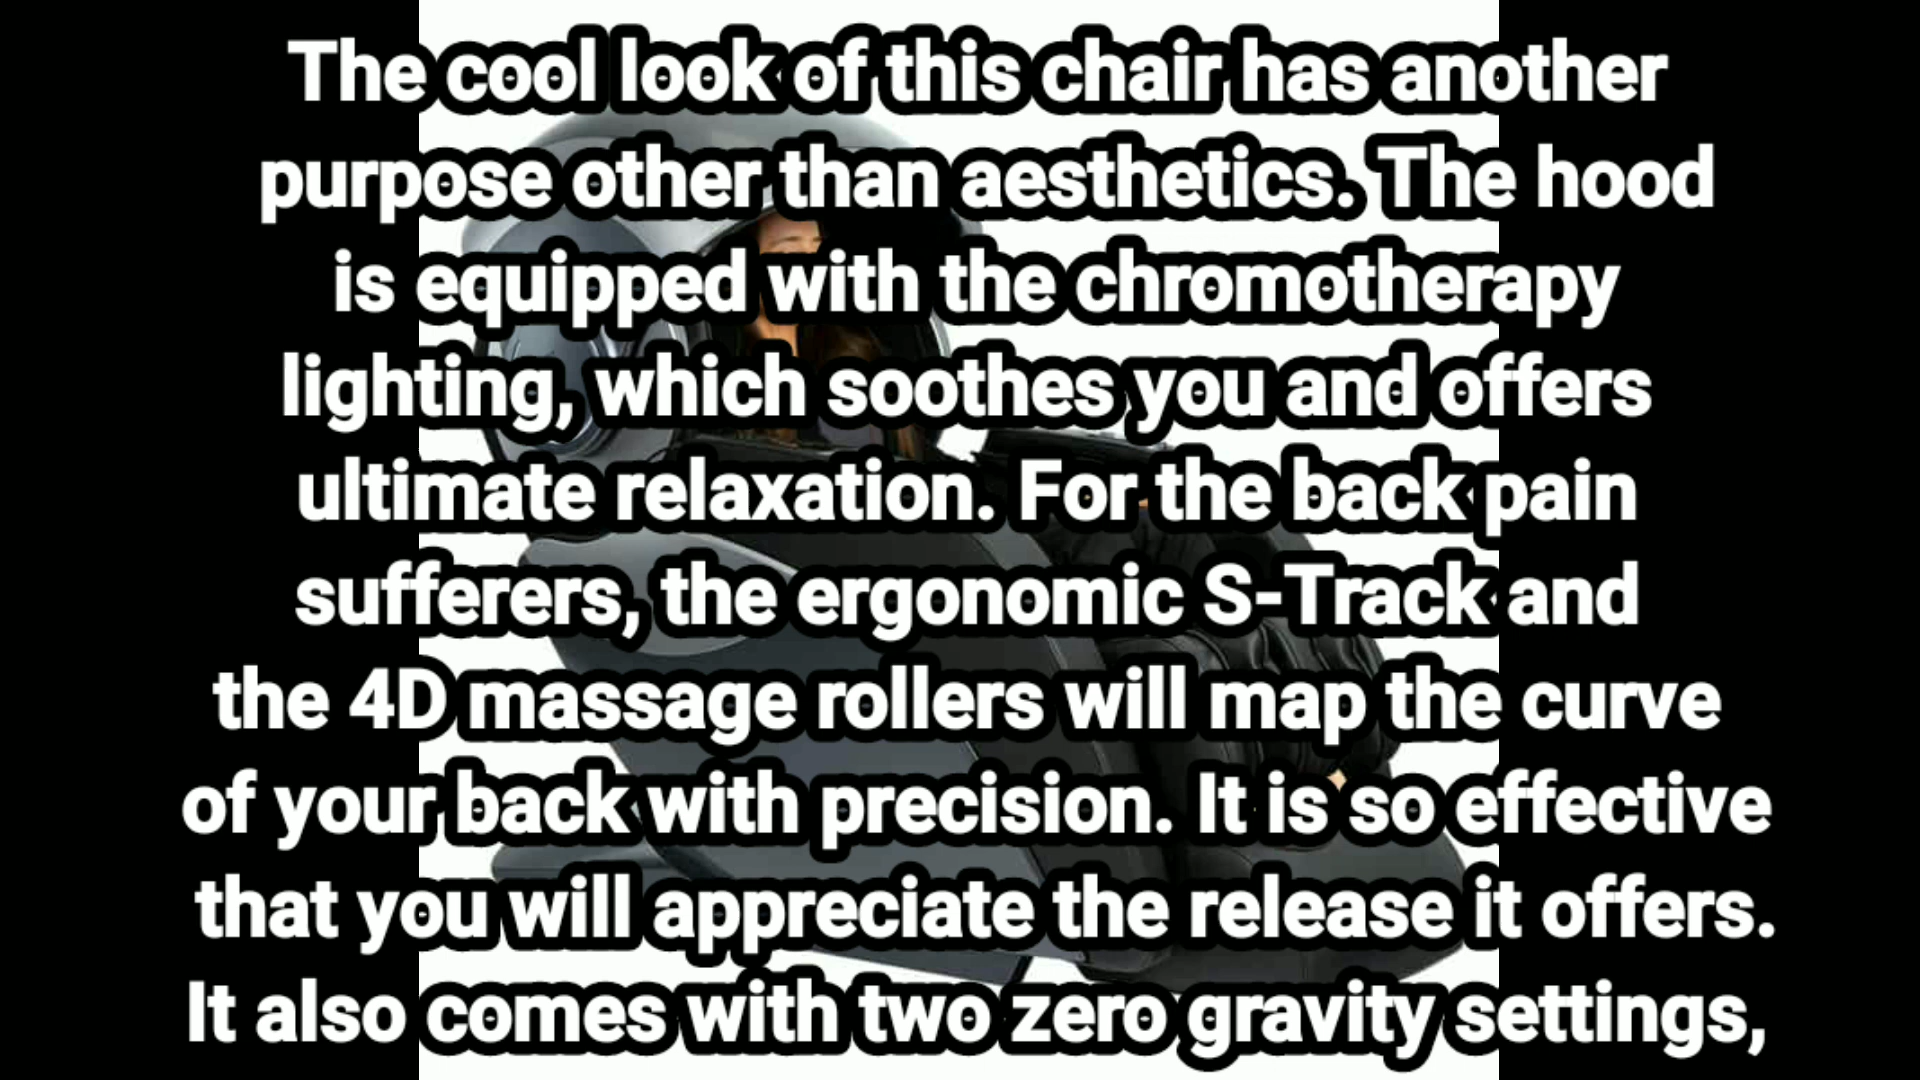 The cool look of this chair has another
purpose other than aesthetics. The hood
is equipped with the chromotherapy
lighting, which soothes you and offers
ultimate relaxation. For the back pain
sufferers, the ergonomic S-Track and
the 4D massage rollers will map the curve
of your back with precision. It is so effective
that you will appreciate the release it offers.
It also comes with two zero gravity settings,